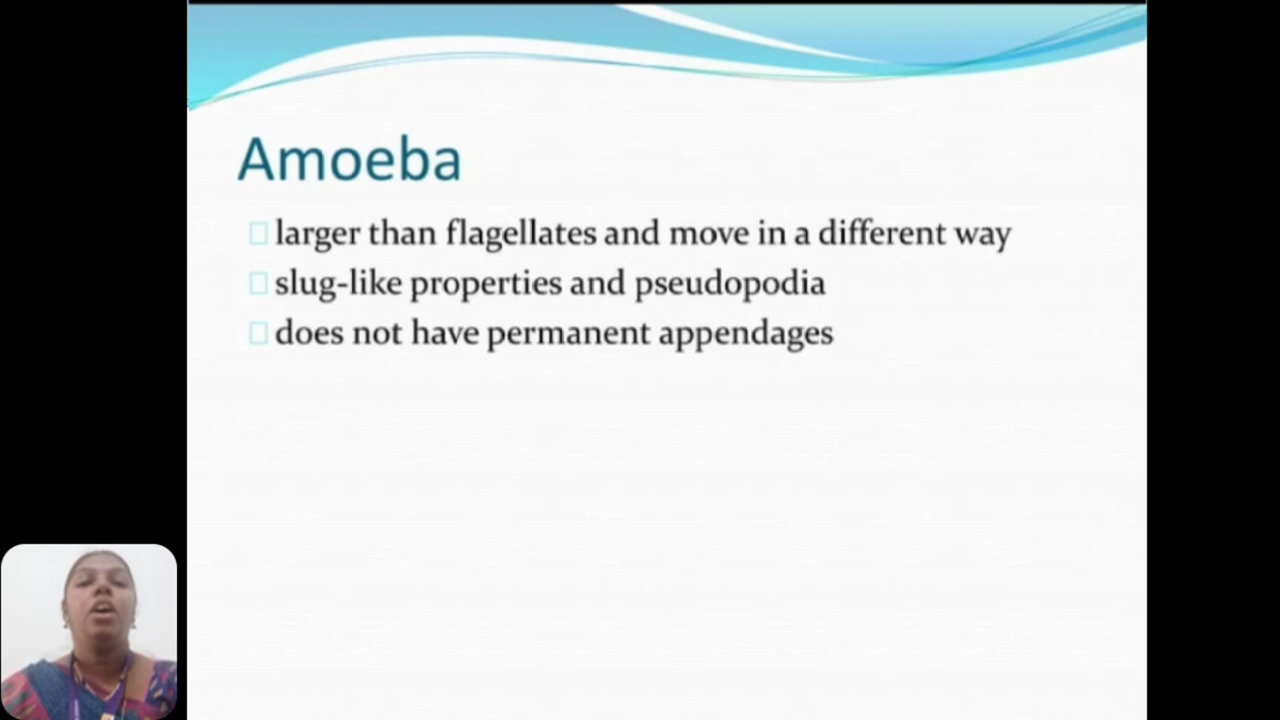 Amoeba
larger than flagellates and move in a different way
slug-like properties and pseudopodia
does not have permanent appendages